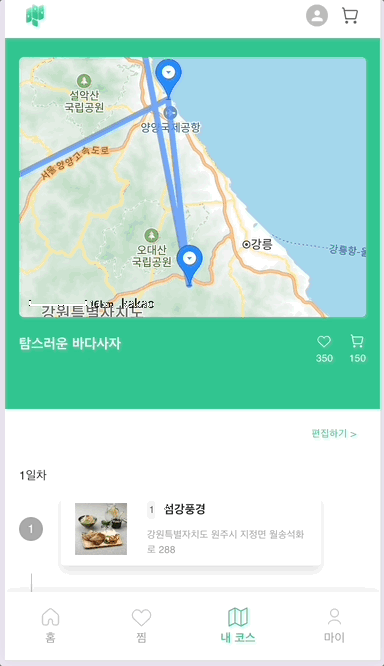 설악산
국립공원
양양국제공항
서울양양고속도로
오대산
국립공원
강릉
강릉항-울
kakao
강원특별자치도
탐스러운 바다사자
350
150
편집하기 >
1일차
1
1 섬강풍경
강원특별자치도 원주시 지정면 월송석화
로 288
홈
찜
내 코스
마이